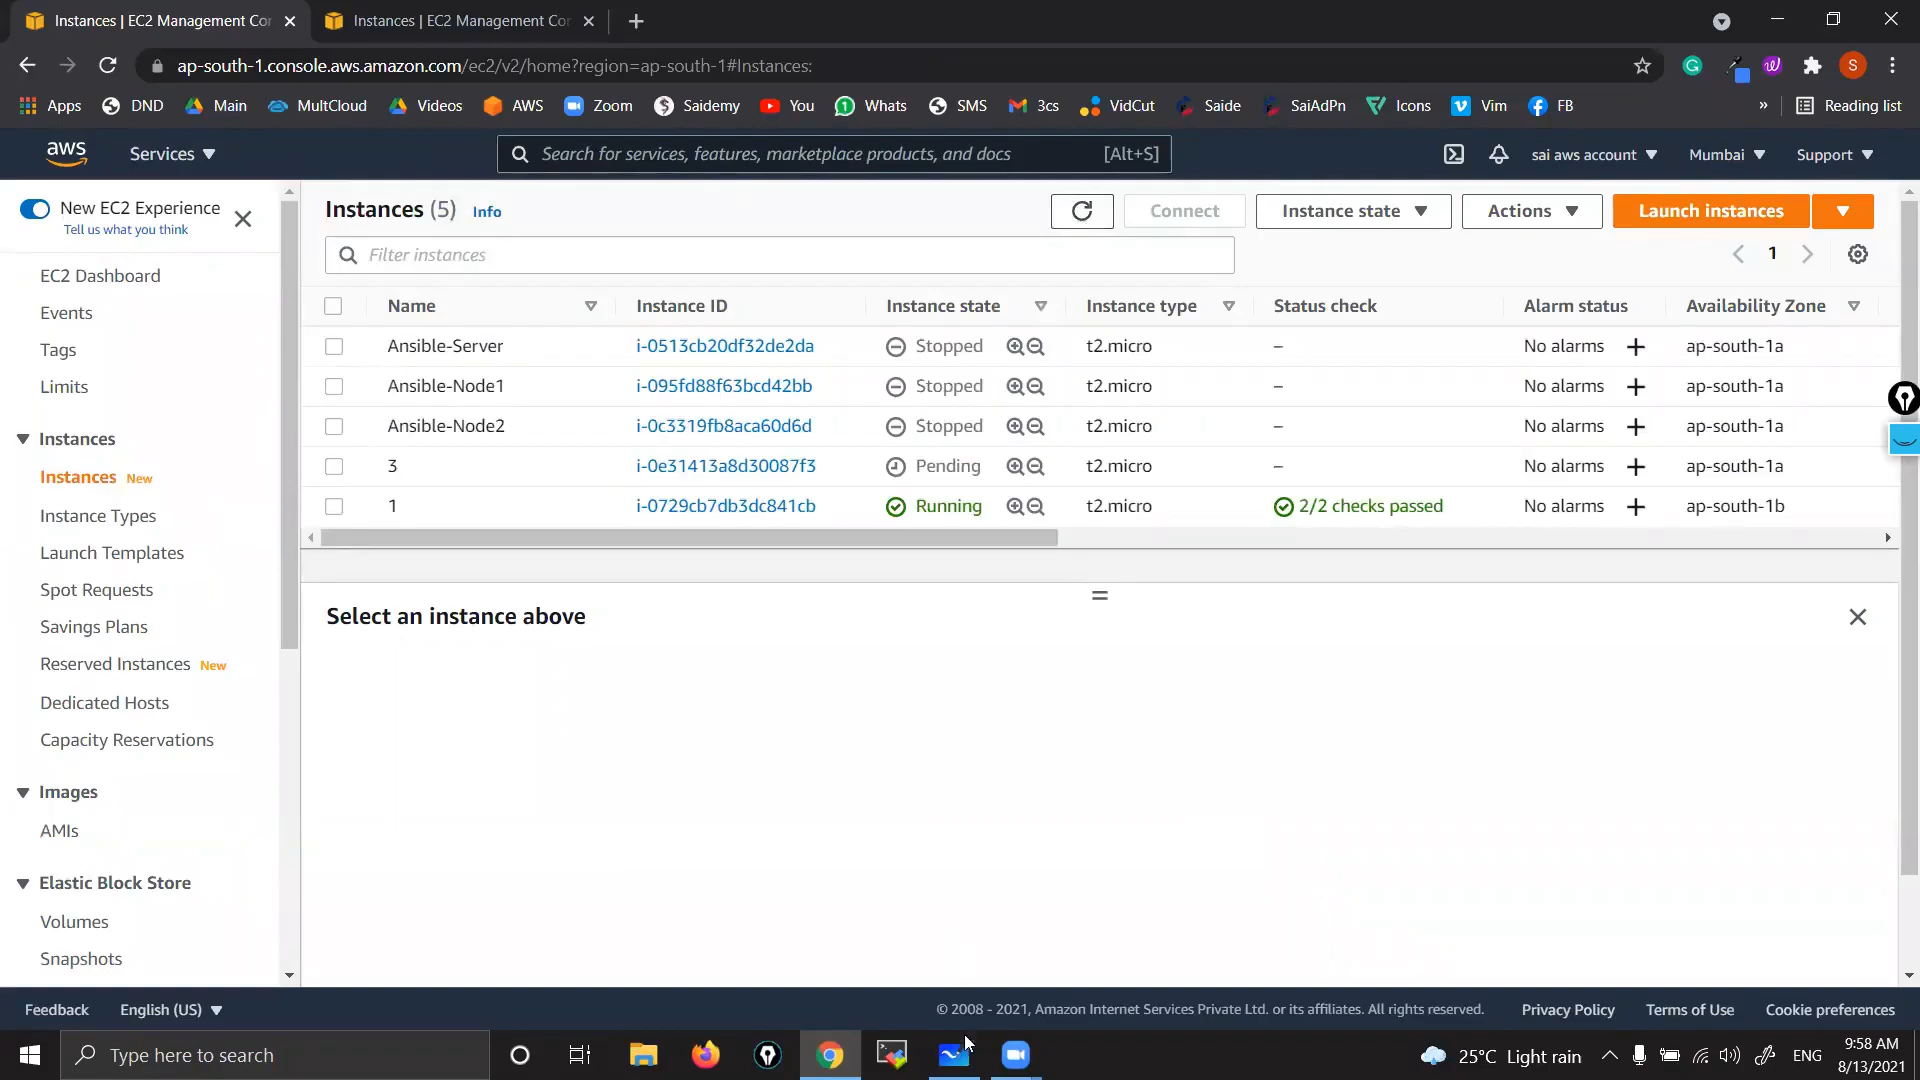 Instances | EC2 Management Cor
Instances | EC2 Management Cor
ap-south-1.console.aws.amazon.com/ec2/v2/home?region=ap-south-1#Instances:
Apps DND Main MultCloud Videos AWS Zoom Saidemy You Whats SMS 3cs VidCut Saide SaiAdPn Icons Vim FB » Reading list
aws Services Search for services, features, marketplace products, and docs [Alt+S] sai aws account Mumbai Support
New EC2 Experience
Tell us what you think
EC2 Dashboard
Events
Tags
Limits
Instances
Instances New
Instance Types
Launch Templates
Spot Requests
Savings Plans
Reserved Instances New
Dedicated Hosts
Capacity Reservations
Images
AMIs
Elastic Block Store
Volumes
Snapshots
Instances (5) Info Connect Instance state Actions Launch instances
Filter instances 1
Name Instance ID Instance state Instance type Status check Alarm status Availability Zone
Ansible-Server i-0513cb20df32de2da Stopped t2.micro – No alarms + ap-south-1a
Ansible-Node1 i-095fd88f63bcd42bb Stopped t2.micro – No alarms + ap-south-1a
Ansible-Node2 i-0c3319fb8aca60d6d Stopped t2.micro – No alarms + ap-south-1a
3 i-0e31413a8d30087f3 Pending t2.micro – No alarms + ap-south-1a
1 i-0729cb7db3dc841cb Running t2.micro 2/2 checks passed No alarms + ap-south-1b
Select an instance above
Feedback English (US) © 2008 - 2021, Amazon Internet Services Private Ltd. or its affiliates. All rights reserved. Privacy Policy Terms of Use Cookie preferences
Type here to search 25°C Light rain ENG 9:58 AM
8/13/2021